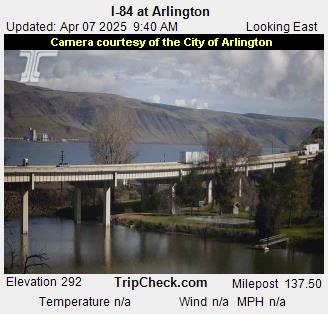 I-84 at Arlington
Updated: Apr 07 2025 9:40 AM Looking East
Camera courtesy of the City of Arlington
Elevation 292 TripCheck.com Milepost 137.50
Temperature n/a Wind n/a MPH n/a